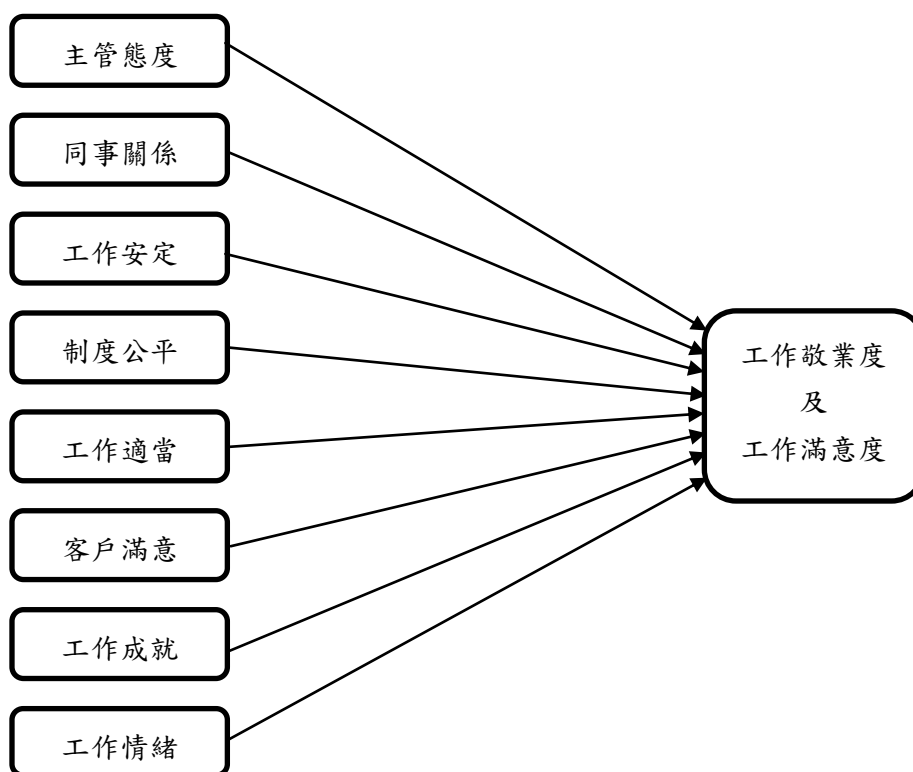 主管態度
同事關係
工作安定
制度公平
工作適當
客戶滿意
工作成就
工作情緒
工作敬業度
及
工作滿意度